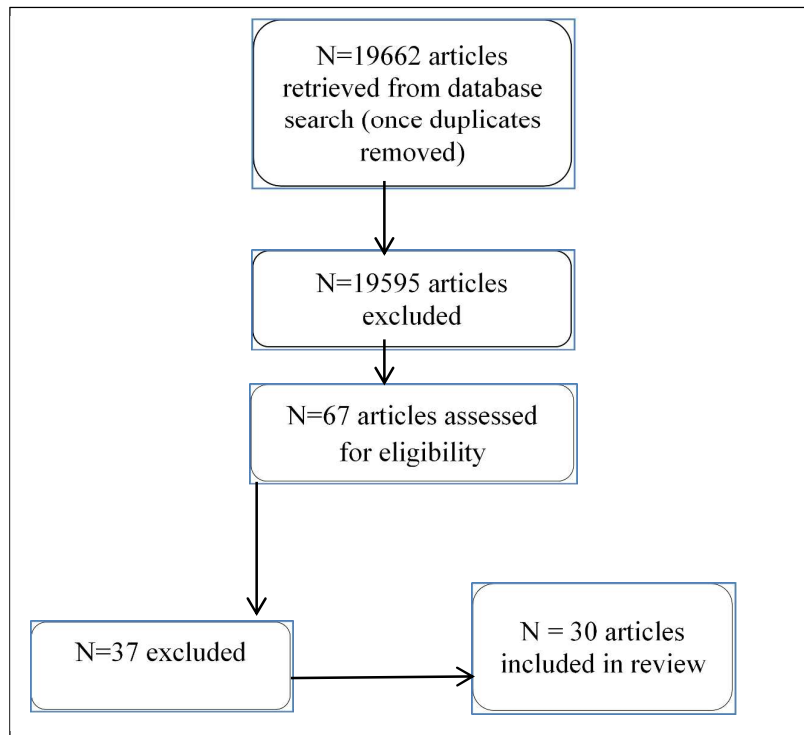 N=19662 articles
retrieved from database
search (once duplicates
removed)
N=19595 articles
excluded
N=67 articles assessed
for eligibility
N=37 excluded
N = 30 articles
included in review